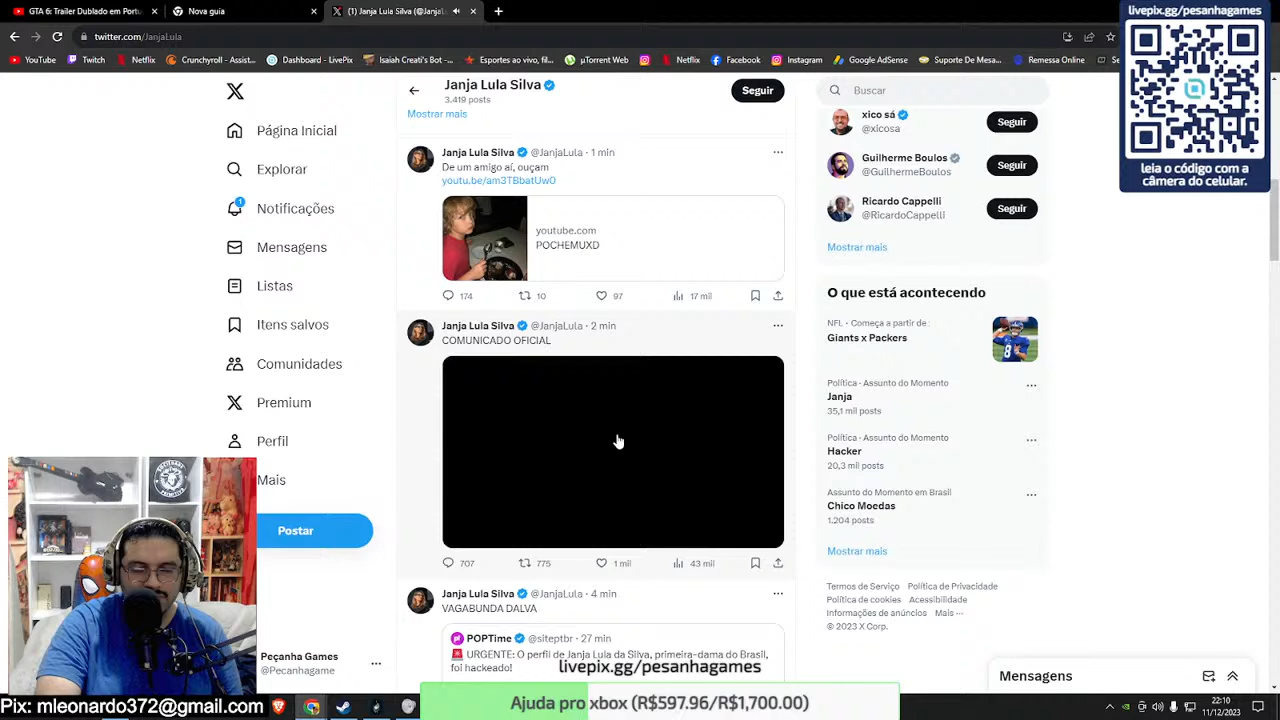 GTA 6: Trailer Dublado em Portu
Nova guia
(1) Janja Lula Silva (@Janjal
twitter.com/JanjaLula
YouTube
Twitch
Netflix
Crunchyroll - Assist...
Dashboard - LivePix
Isaiah Creati's Bot -...
Esporte ao vivo, fil...
µTorrent Web
Netflix
Facebook
Instagram
Google AdSense
Suporte De Mesa...
Remessa Online
livepix.gg/pesanhagames
leia o código com a
câmera do celular.
Página Inicial
Explorar
1
Notificações
Mensagens
Listas
Itens salvos
Comunidades
Premium
Perfil
Mais
Postar
Peçanha Games
@Pecanhagame
Janja Lula Silva
3.419 posts
Seguir
Mostrar mais
Janja Lula Silva @JanjaLula · 1 min
De um amigo aí, ouçam
youtu.be/am3TBbatUw0
youtube.com
POCHEMUXD
174 10 97 17 mil
Janja Lula Silva @JanjaLula · 2 min
COMUNICADO OFICIAL
707 775 1 mil 43 mil
Janja Lula Silva @JanjaLula · 4 min
VAGABUNDA DALVA
POPTime @siteptbr · 27 min
URGENTE: O perfil de Janja Lula da Silva, primeira-dama do Brasil,
foi hackeado!
livepix.gg/pesanhagames
Buscar
xico sá
@xicosa
Seguir
Guilherme Boulos
@GuilhermeBoulos
Seguir
Ricardo Cappelli
@RicardoCappelli
Seguir
Mostrar mais
O que está acontecendo
NFL · Começa a partir de :
Giants x Packers
Política · Assunto do Momento
Janja
35,1 mil posts
Política · Assunto do Momento
Hacker
20,3 mil posts
Assunto do Momento em Brasil
Chico Moedas
1.204 posts
Mostrar mais
Termos de Serviço Política de Privacidade
Política de cookies Acessibilidade
Informações de anúncios Mais ···
© 2023 X Corp.
Mensagens
Pix: mleonardo372@gmail.com
Ajuda pro xbox (R$597.96/R$1,700.00)
22:10
11/12/2023